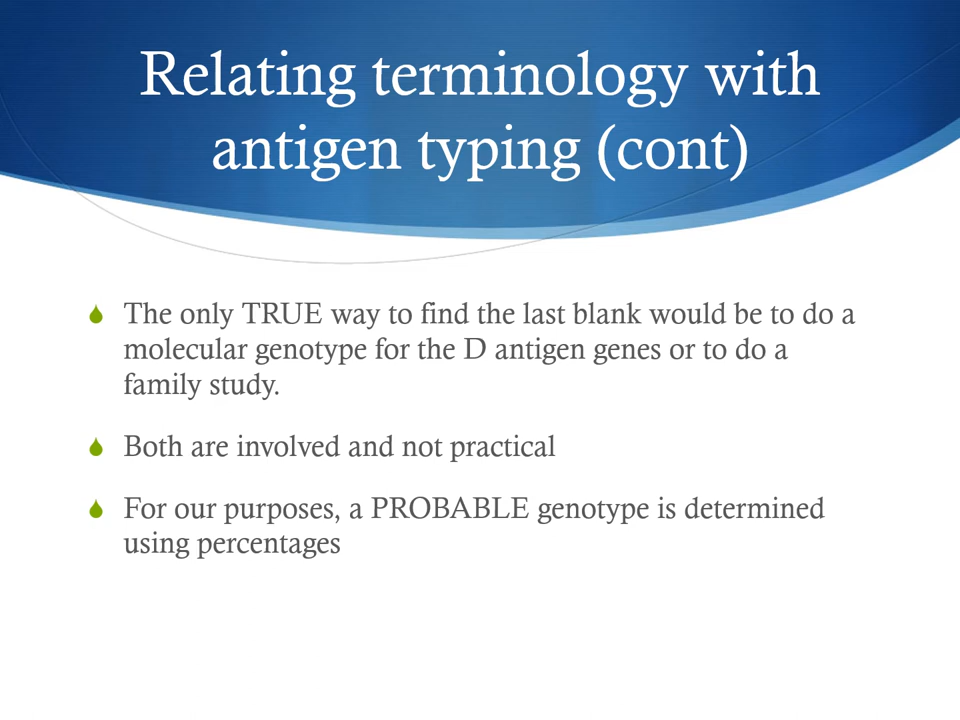 Relating terminology with
antigen typing (cont)
The only TRUE way to find the last blank would be to do a
molecular genotype for the D antigen genes or to do a
family study.
Both are involved and not practical
For our purposes, a PROBABLE genotype is determined
using percentages